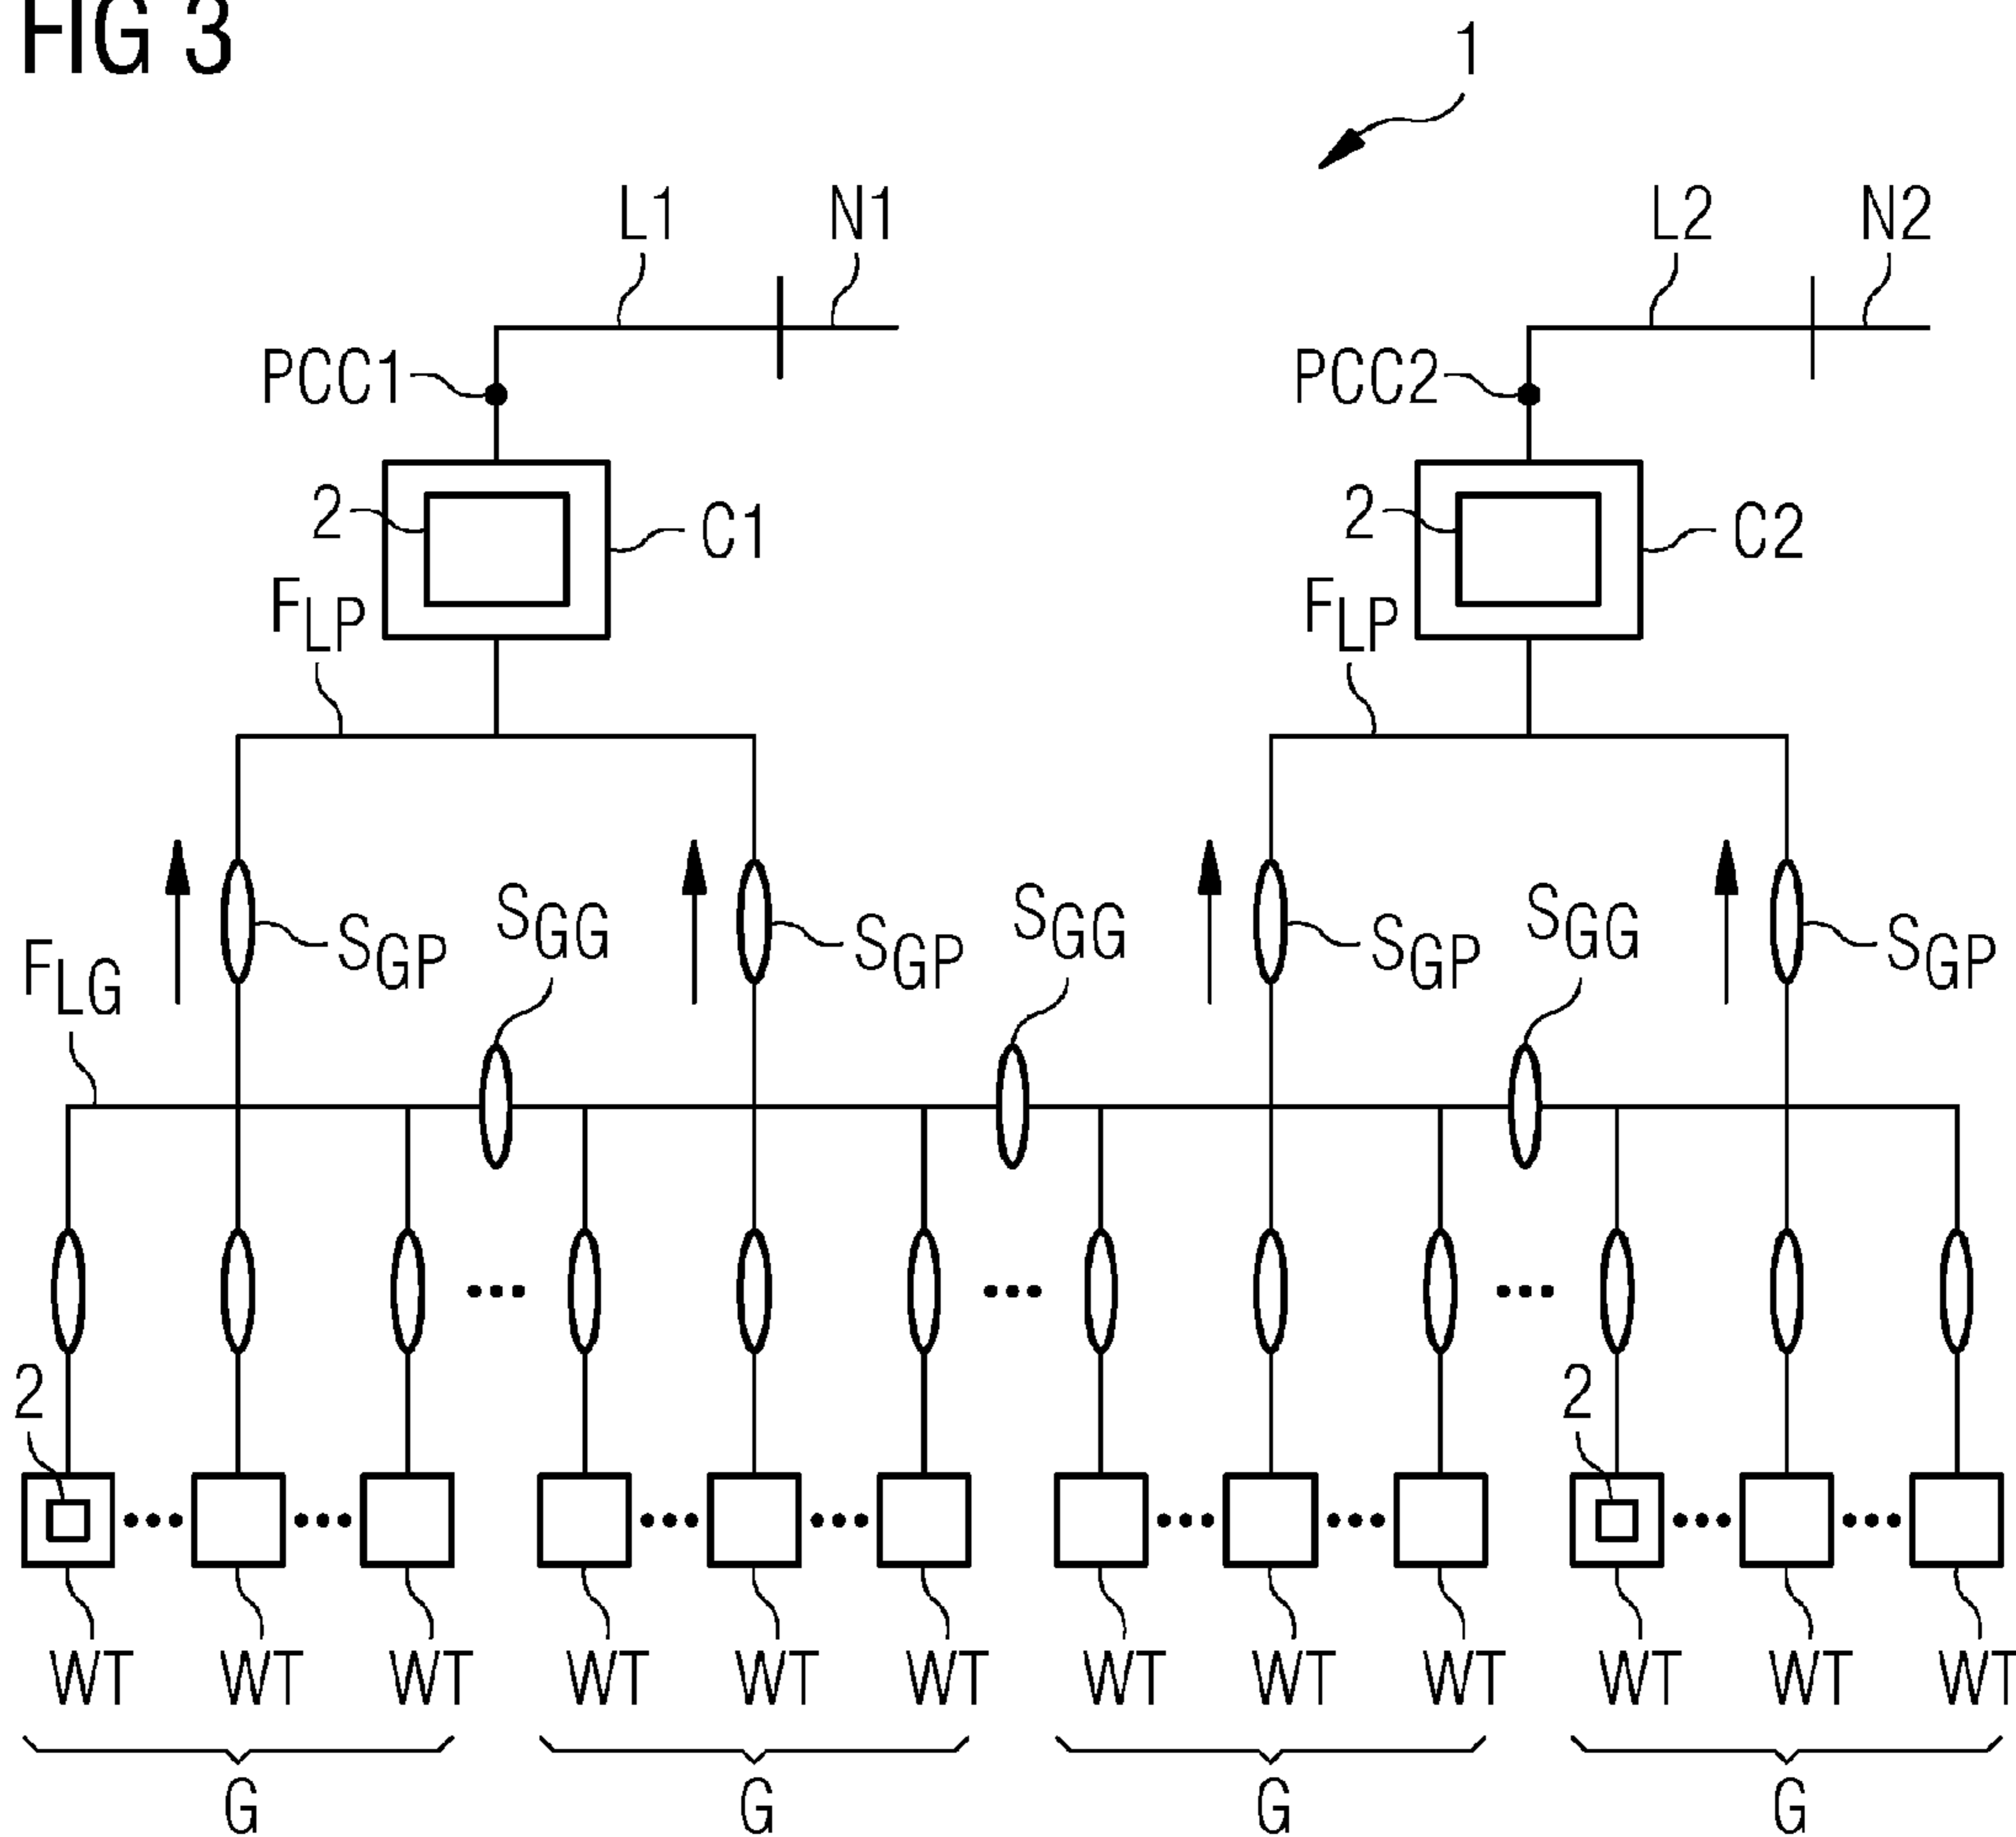 FIG 3
1
L1 N1 L2 N2
PCC1 PCC2
2 C1 2 C2
FLP FLP
SGG SGG SGG
FLG SGP SGP SGP SGP
2 2
WT WT WT WT WT WT WT WT WT WT WT WT
G G G G